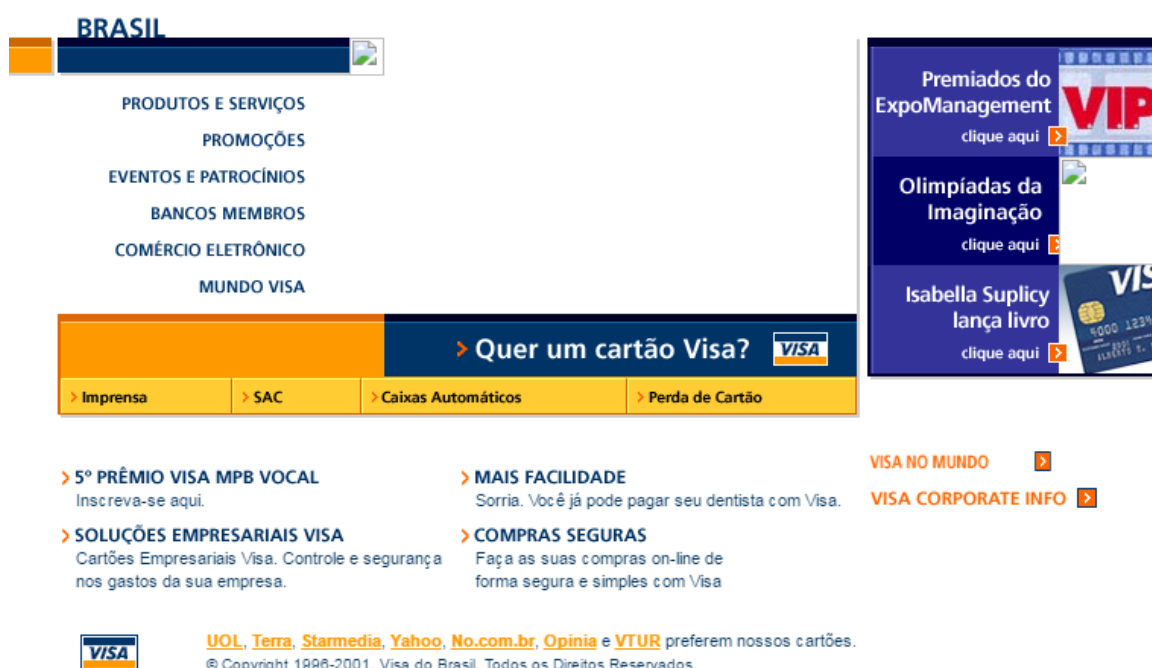 BRASIL
PRODUTOS E SERVIÇOS
PROMOÇÕES
EVENTOS E PATROCÍNIOS
BANCOS MEMBROS
COMÉRCIO ELETRÔNICO
MUNDO VISA
Premiados do
ExpoManagement
clique aqui
V.I.P
Olimpíadas da
Imaginação
clique aqui
Isabella Suplicy
lança livro
clique aqui
VIS
Quer um cartão Visa? VISA
Imprensa
SAC
Caixas Automáticos
Perda de Cartão
5º PRÊMIO VISA MPB VOCAL
Inscreva-se aqui.
SOLUÇÕES EMPRESARIAIS VISA
Cartões Empresariais Visa. Controle e segurança
nos gastos da sua empresa.
MAIS FACILIDADE
Sorria. Você já pode pagar seu dentista com Visa.
COMPRAS SEGURAS
Faça as suas compras on-line de
forma segura e simples com Visa
VISA NO MUNDO
VISA CORPORATE INFO
VISA
UOL, Terra, Starmedia, Yahoo, No.com.br, Opinia e VTUR preferem nossos cartões.
© Copyright 1996-2001, Visa do Brasil. Todos os Direitos Reservados